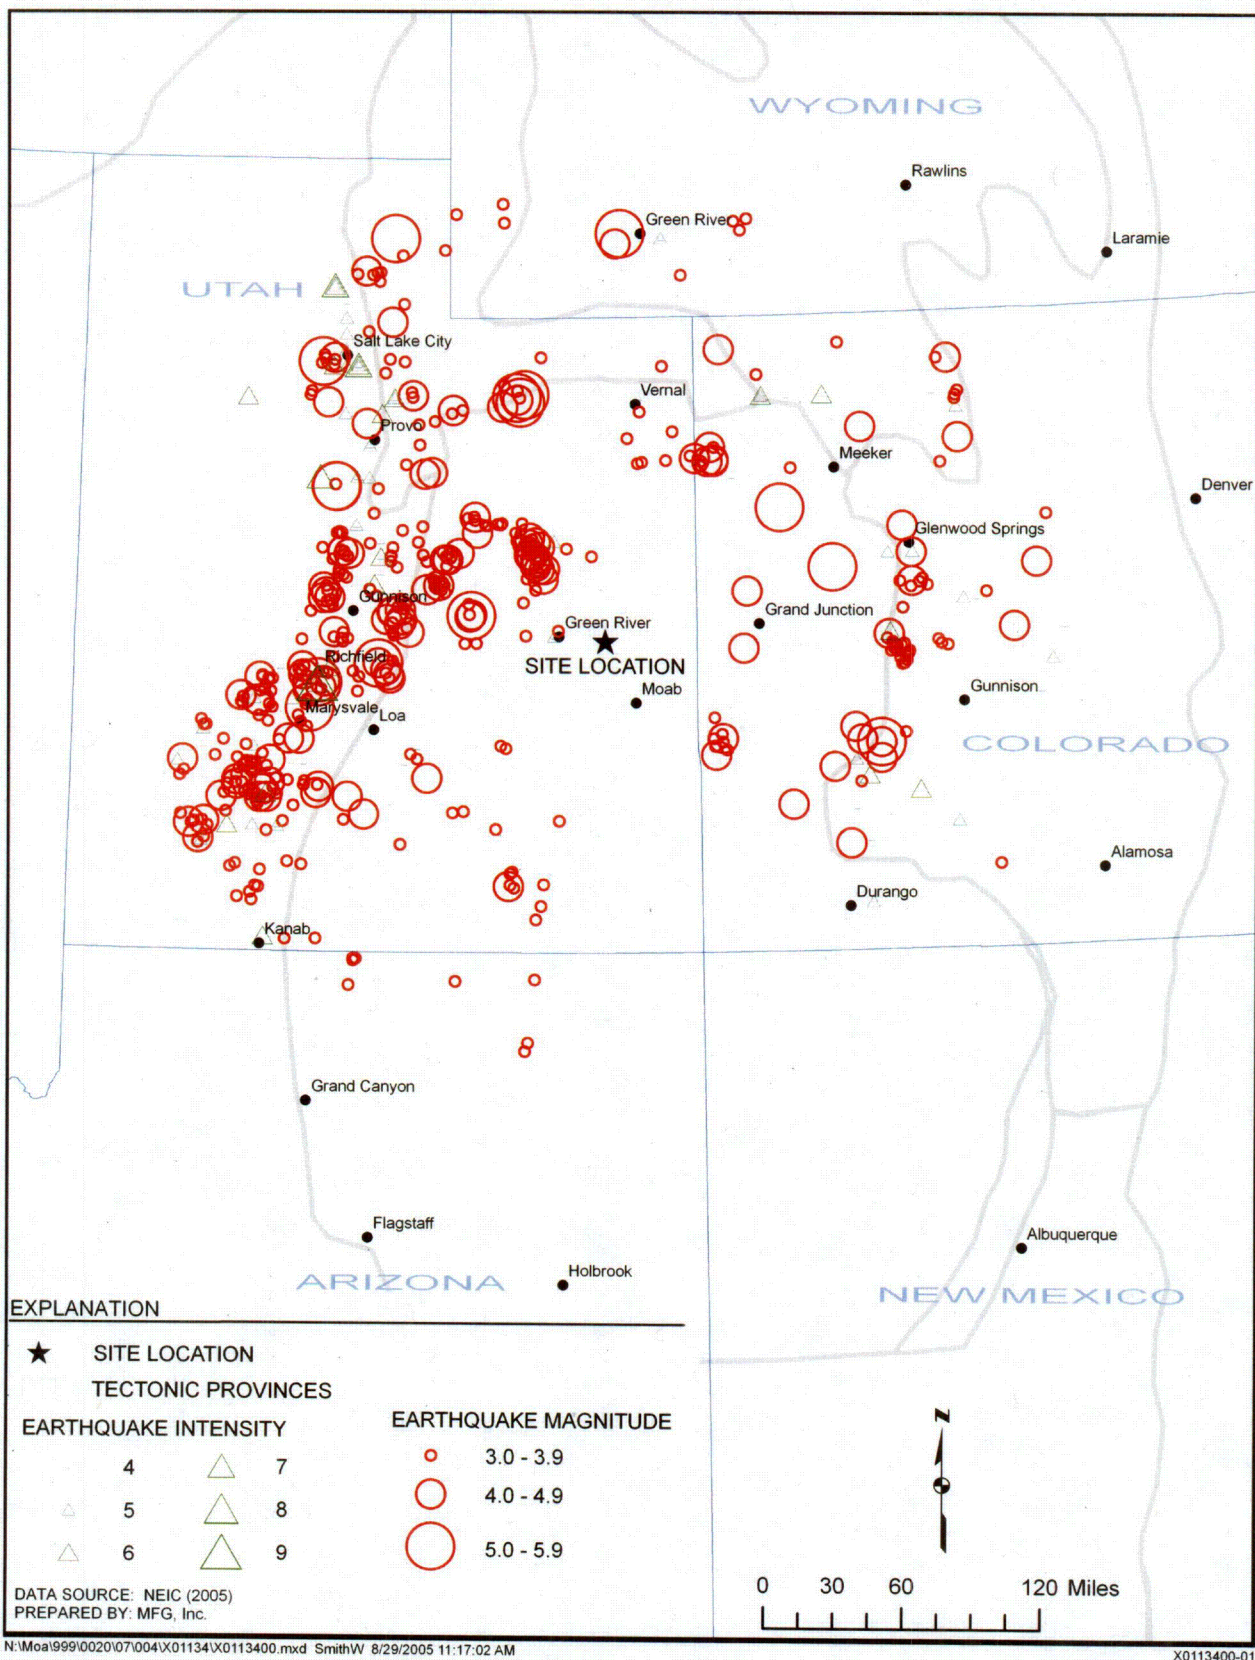 WYOMING
Rawlins
Green River
Laramie
UTAH
Salt Lake City
Vernal
Provo
Meeker
Denver
Glenwood Springs
Gunnison
Green River
Grand Junction
SITE LOCATION
Richfield
Moab
Gunnison
Marysvale
Loa
COLORADO
Alamosa
Durango
Kanab
Grand Canyon
Flagstaff
Albuquerque
Holbrook
ARIZONA
NEW MEXICO
EXPLANATION
SITE LOCATION
TECTONIC PROVINCES
EARTHQUAKE INTENSITY
4
5
6
7
8
9
EARTHQUAKE MAGNITUDE
3.0 - 3.9
4.0 - 4.9
5.0 - 5.9
N
0 30 60 120 Miles
DATA SOURCE: NEIC (2005)
PREPARED BY: MFG, Inc.
N:\Moa\999\0020\07\004\X01134\X0113400.mxd SmithW 8/29/2005 11:17:02 AM
X0113400-01